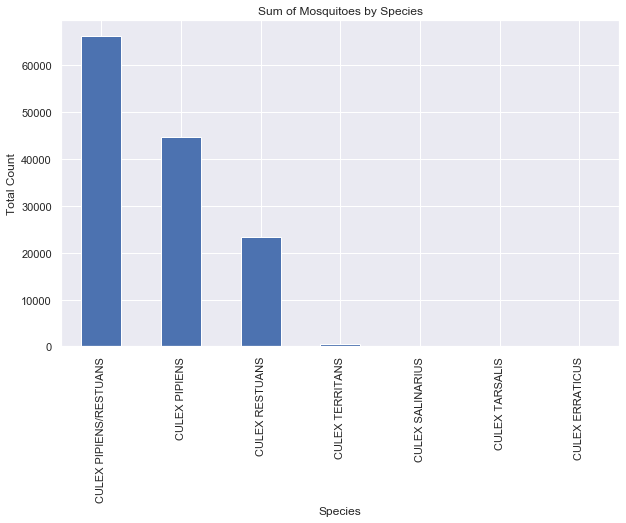 Sum of Mosquitoes by Species
Total Count
60000
50000
40000
30000
20000
10000
0
CULEX PIPIENS/RESTUANS
CULEX PIPIENS
CULEX RESTUANS
CULEX TERRITANS
CULEX SALINARIUS
CULEX TARSALIS
CULEX ERRATICUS
Species